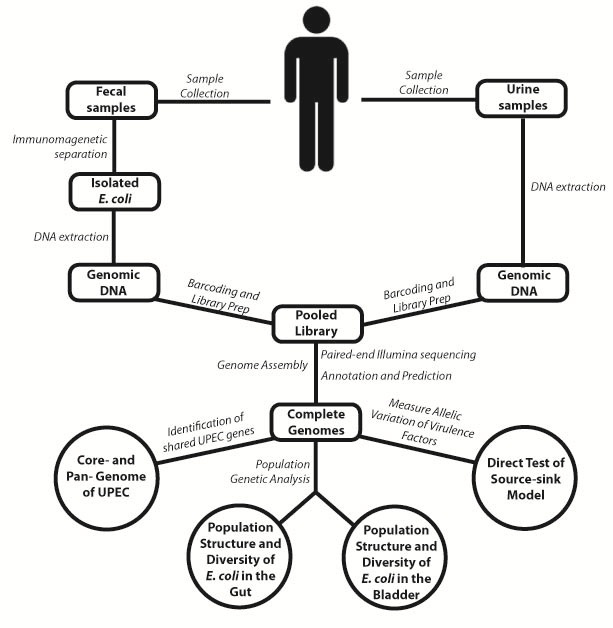 Sample
Collection
Sample
Collection
Fecal
samples
Urine
samples
Immunomagenetic
separation
Isolated
E. coli
DNA extraction
DNA extraction
Genomic
DNA
Genomic
DNA
Barcoding and
Library Prep
Barcoding and
Library Prep
Pooled
Library
Genome Assembly
Paired-end Illumina sequencing
Annotation and Prediction
Complete
Genomes
Identification of
shared UPEC genes
Measure Allelic
Variation of Virulence
Factors
Core- and
Pan- Genome
of UPEC
Population
Genetic Analysis
Direct Test of
Source-sink
Model
Population
Structure and
Diversity of
E. coli in the
Gut
Population
Structure and
Diversity of
E. coli in the
Bladder